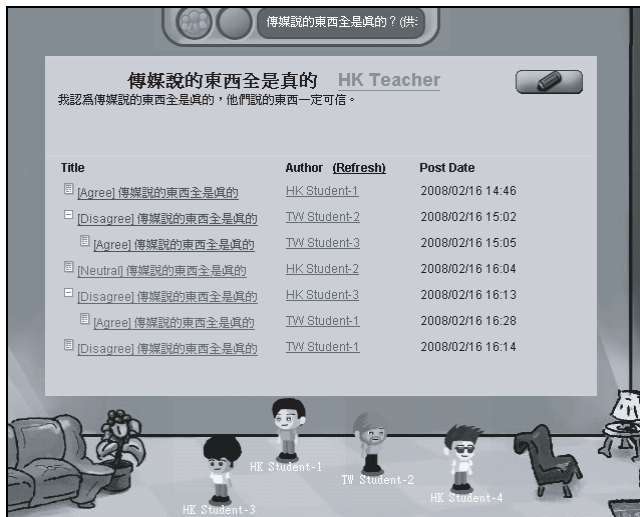 傳媒說的東西全是真的？(供:
傳媒說的東西全是真的 HK Teacher
我認為傳媒說的東西全是真的，他們說的東西一定可信。
Title Author (Refresh) Post Date
[Agree] 傳媒說的東西全是真的 HK Student-1 2008/02/16 14:46
[Disagree] 傳媒說的東西全是真的 TW Student-2 2008/02/16 15:02
[Agree] 傳媒說的東西全是真的 TW Student-3 2008/02/16 15:05
[Neutral] 傳媒說的東西全是真的 HK Student-2 2008/02/16 16:04
[Disagree] 傳媒說的東西全是真的 HK Student-3 2008/02/16 16:13
[Agree] 傳媒說的東西全是真的 TW Student-1 2008/02/16 16:28
[Disagree] 傳媒說的東西全是真的 TW Student-1 2008/02/16 16:14
HK Student-1
TW Student-2
HK Student-4
HK Student-3